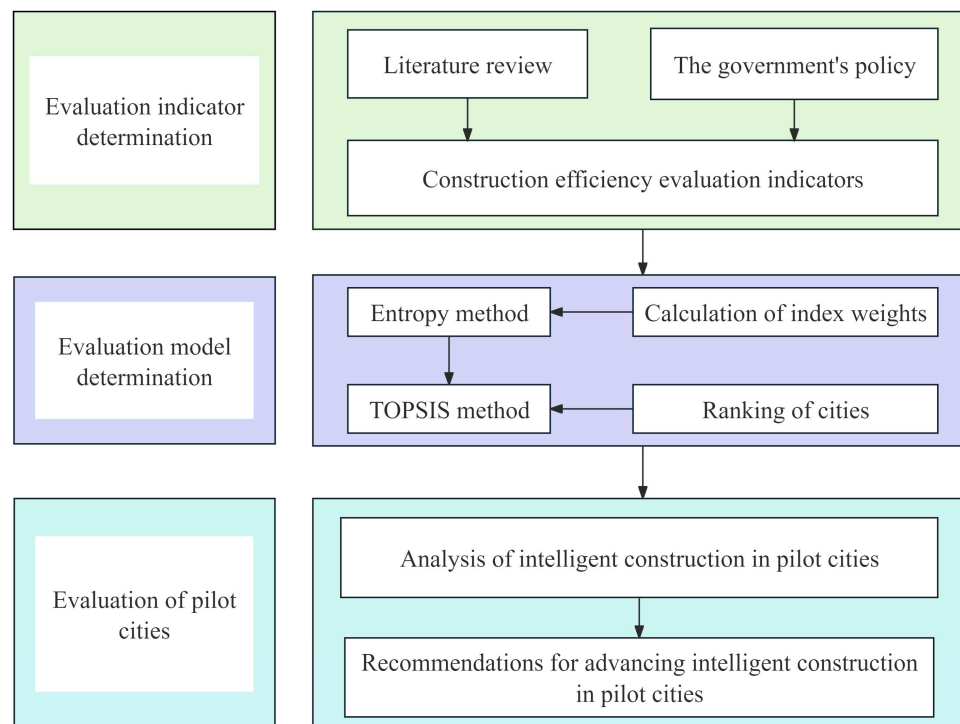 Evaluation indicator
determination
Literature review
The government's policy
Construction efficiency evaluation indicators
Evaluation model
determination
Entropy method
Calculation of index weights
TOPSIS method
Ranking of cities
Evaluation of pilot
cities
Analysis of intelligent construction in pilot cities
Recommendations for advancing intelligent construction
in pilot cities